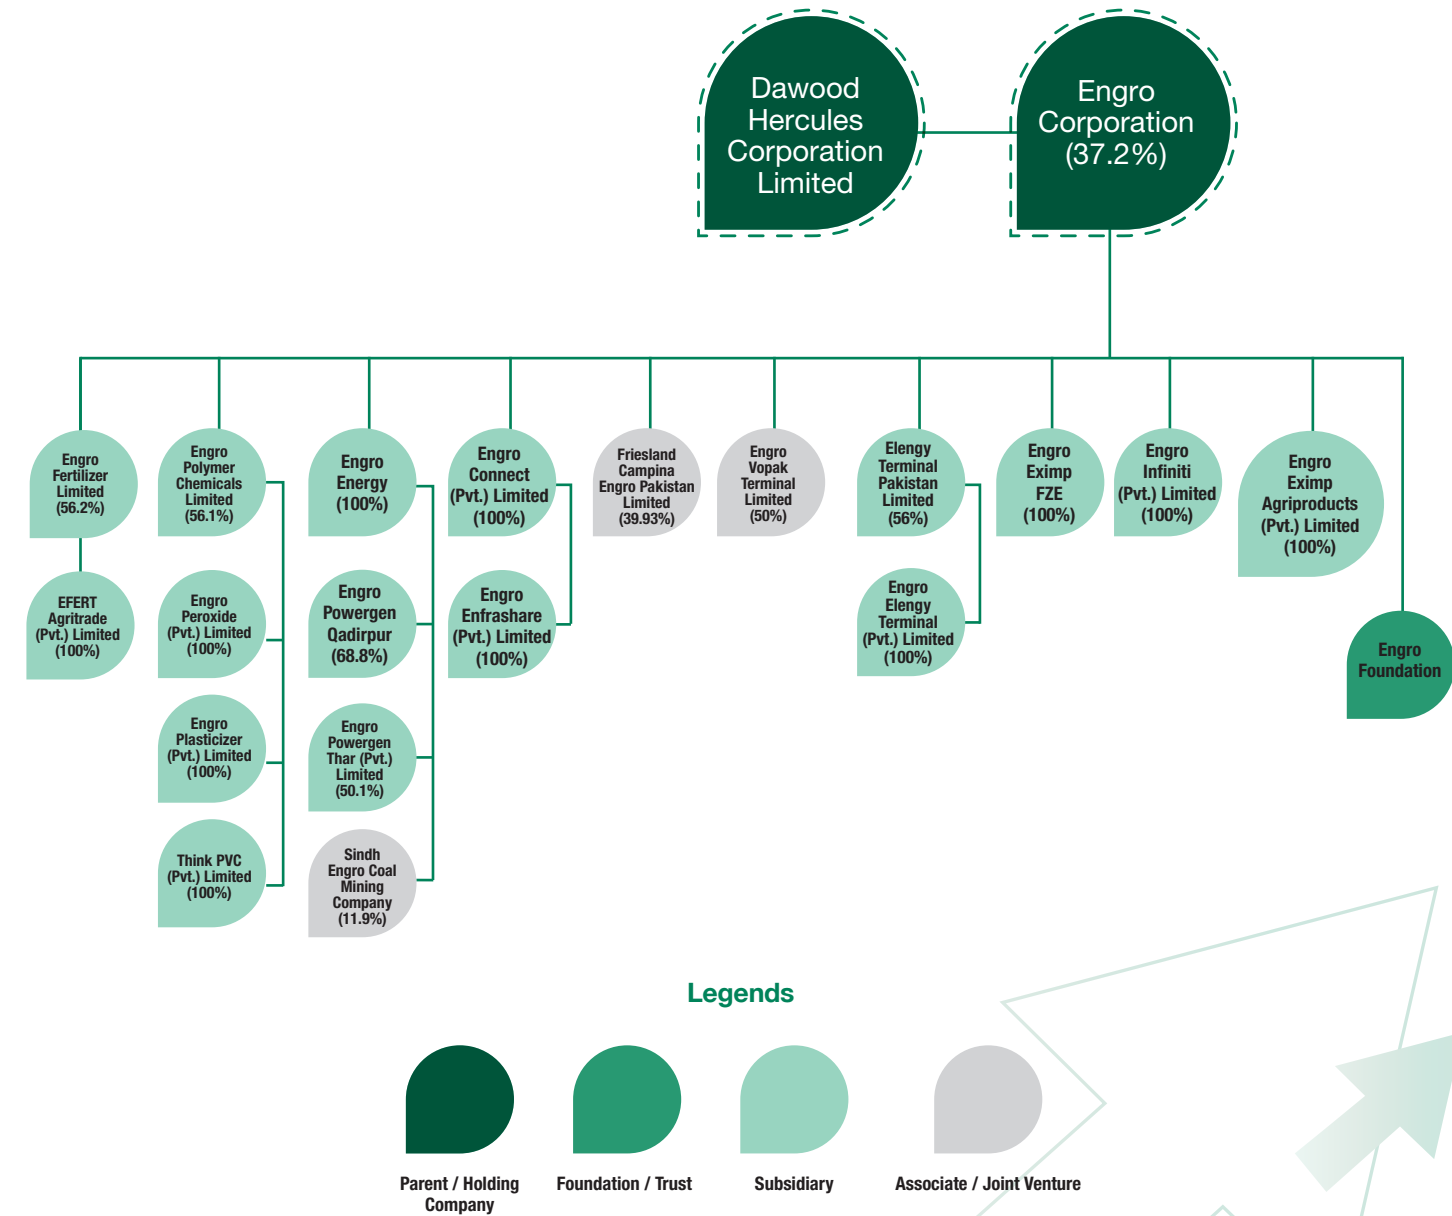 Dawood
Hercules
Corporation
Limited
Engro
Corporation
(37.2%)
Engro
Fertilizer
Limited
(56.2%)
Engro
Polymer
Chemicals
Limited
(56.1%)
Engro
Energy
(100%)
Engro
Connect
(Pvt.) Limited
(100%)
Friesland
Campina
Engro Pakistan
Limited
(39.93%)
Engro
Vopak
Terminal
Limited
(50%)
Elengy
Terminal
Pakistan
Limited
(56%)
Engro
Eximp
FZE
(100%)
Engro
Infiniti
(Pvt.) Limited
(100%)
Engro
Eximp
Agriproducts
(Pvt.) Limited
(100%)
EFERT
Agritrade
(Pvt.) Limited
(100%)
Engro
Peroxide
(Pvt.) Limited
(100%)
Engro
Powergen
Qadirpur
(68.8%)
Engro
Enfrashare
(Pvt.) Limited
(100%)
Engro
Elengy
Terminal
(Pvt.) Limited
(100%)
Engro
Foundation
Engro
Plasticizer
(Pvt.) Limited
(100%)
Engro
Powergen
Thar (Pvt.)
Limited
(50.1%)
Think PVC
(Pvt.) Limited
(100%)
Sindh
Engro Coal
Mining
Company
(11.9%)
Legends
Parent / Holding
Company
Foundation / Trust
Subsidiary
Associate / Joint Venture